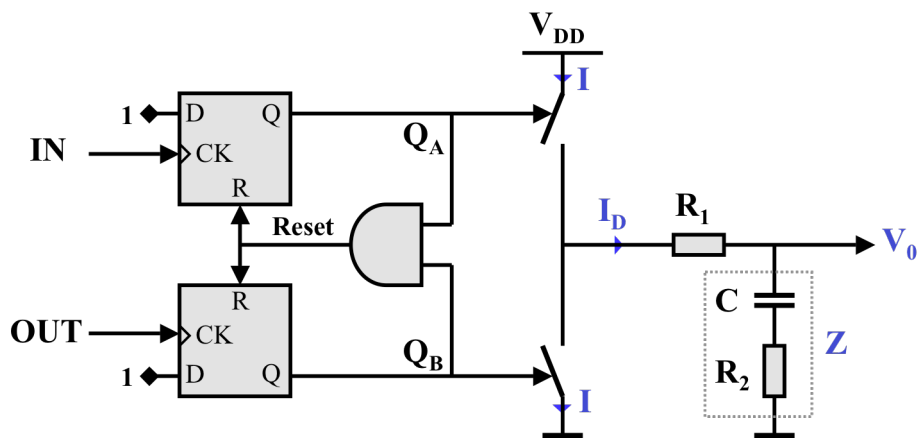 V_DD
I
1
D
Q
IN
CK
Q_A
R
Reset
I_D
R_1
V_0
R
C
OUT
CK
Z
Q_B
R_2
1
D
Q
I